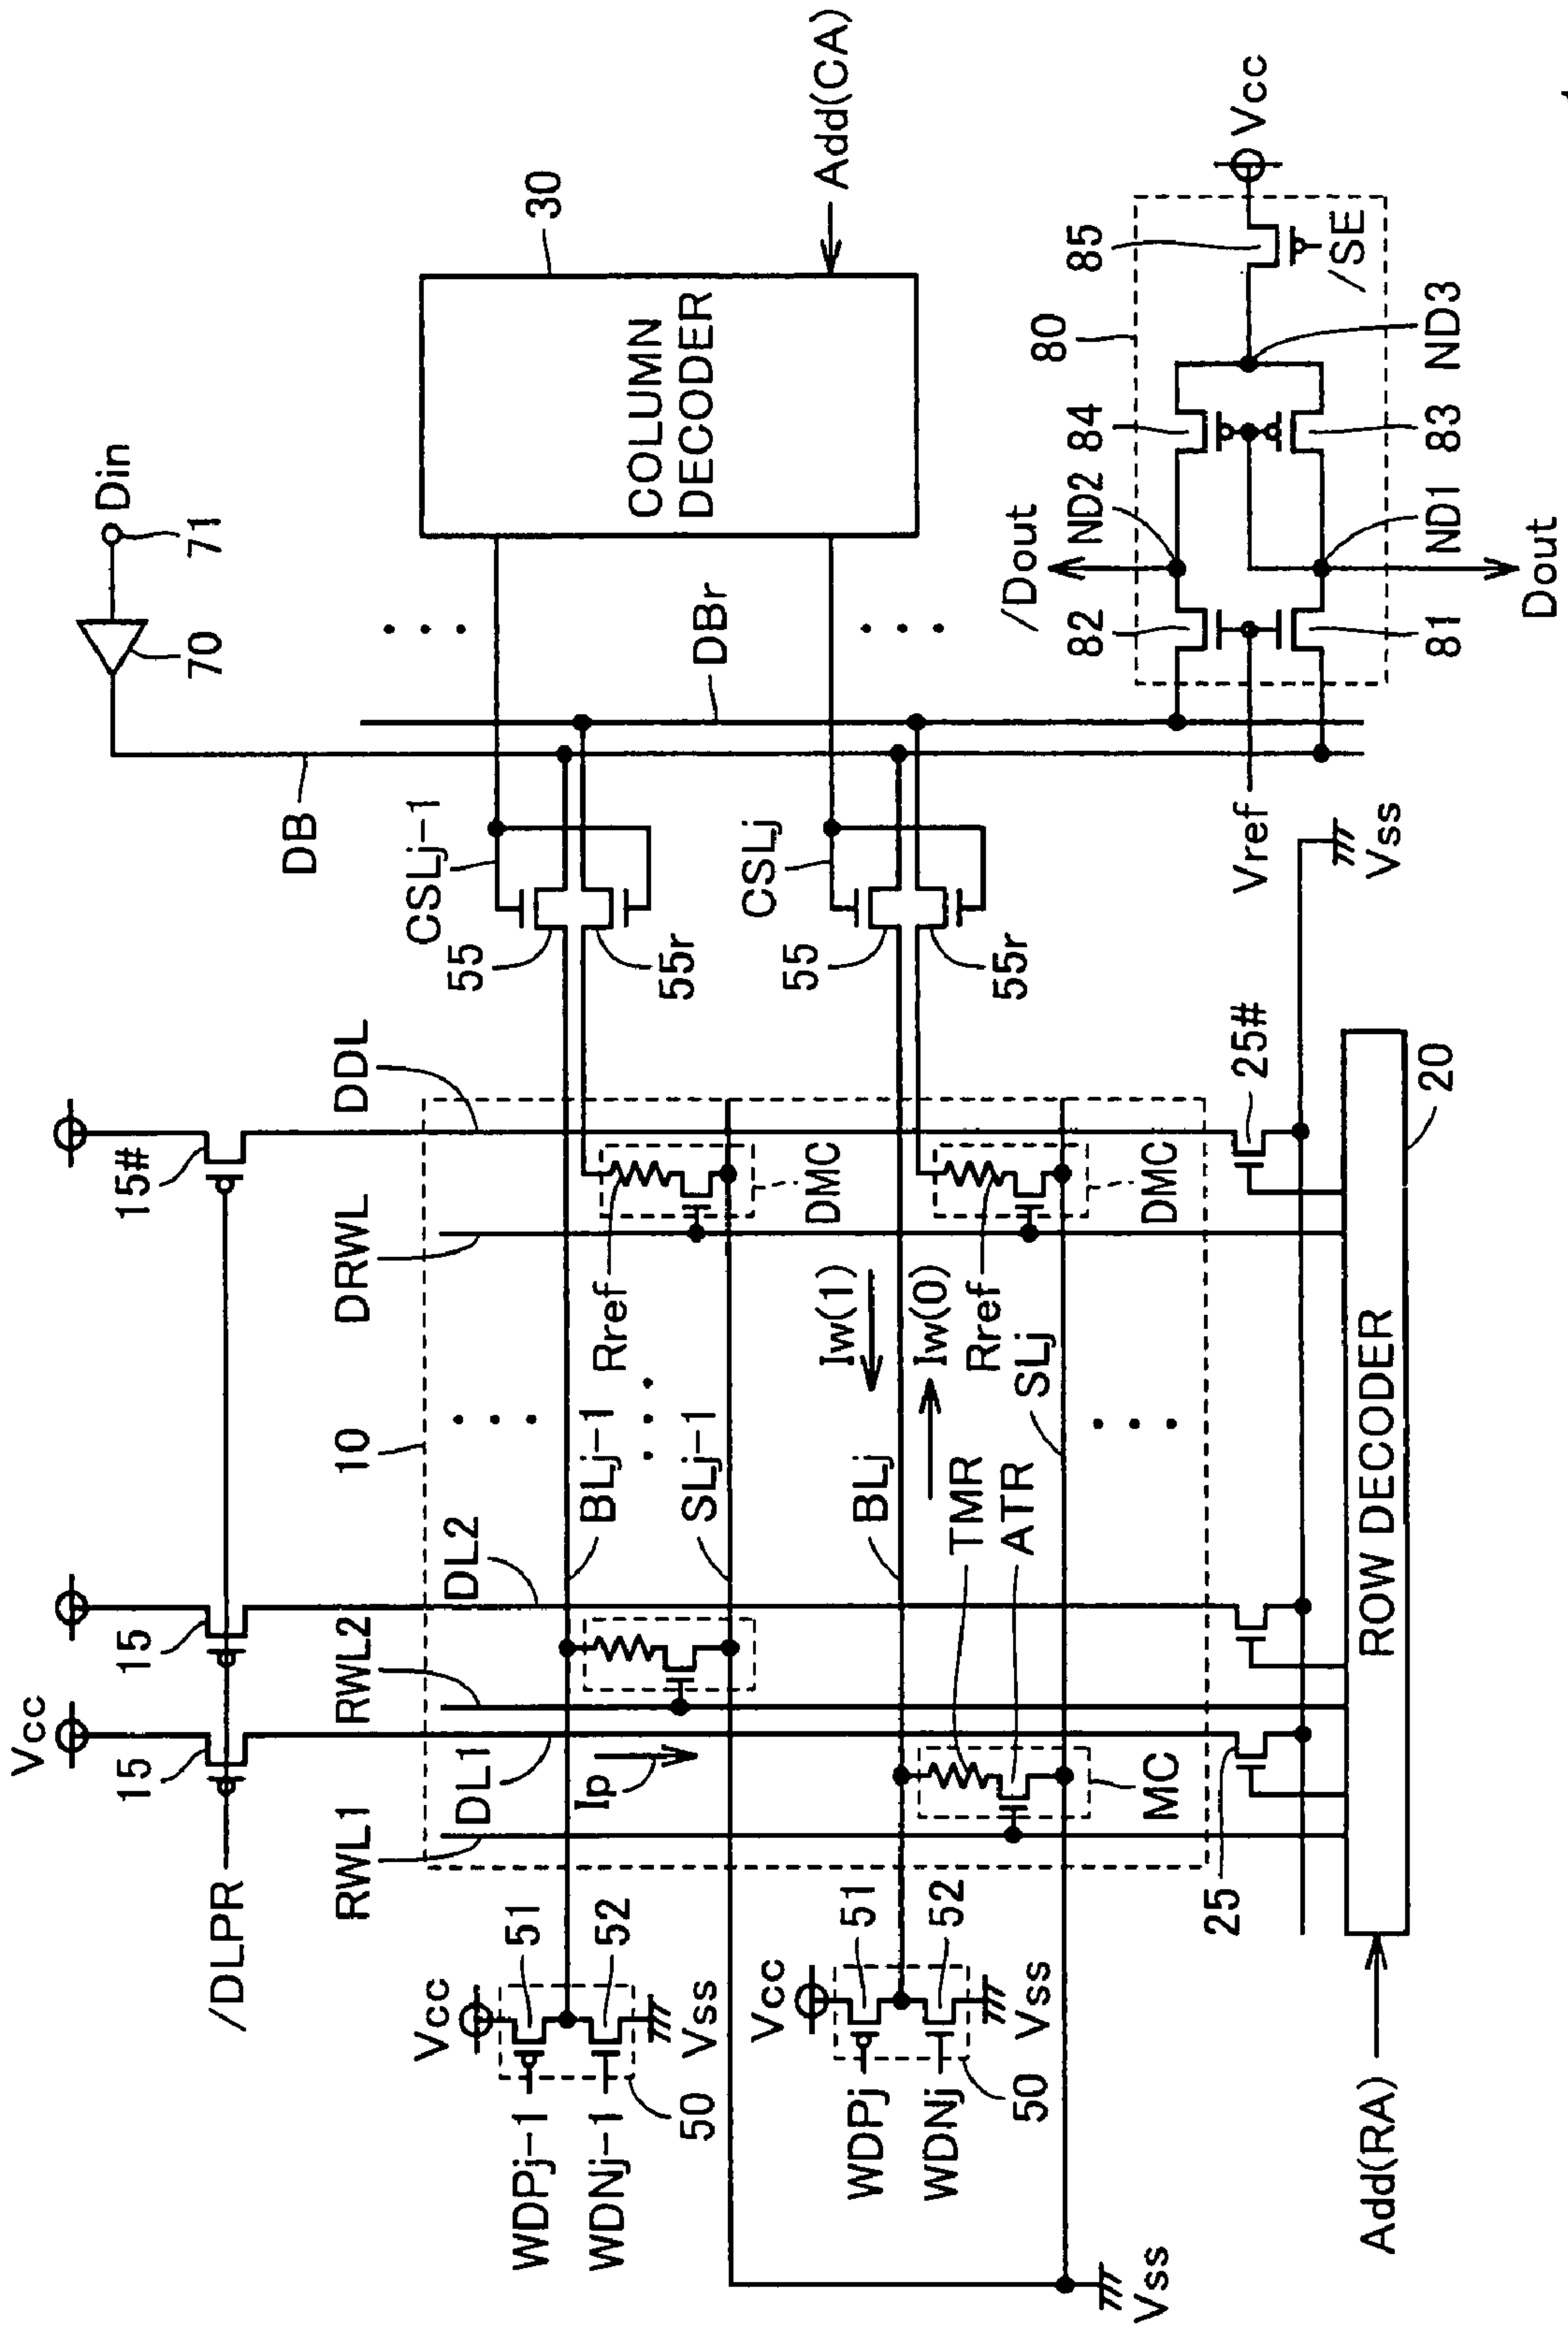 Vcc
15
15
15#
/DLPR
RWL1
DL1
RWL2
DL2
10
DRWL
DDL
Ip
Vcc
WDPj-1
WDNj-1
51
52
50
Vss
BLj-1
SLj-1
Rref
DMC
Vcc
WDPj
WDNj
51
52
50
Vss
BLj
Iw(1)
Iw(0)
TMR
ATR
SLj
Rref
DMC
MC
Vss
25
25#
Vss
Add(RA)
ROW DECODER
20
Din
71
70
DB
DBr
CSLj-1
55
55r
CSLj
55
55r
COLUMN
DECODER
30
Add(CA)
/Dout
ND2
82
84
80
85
Vcc
/SE
ND3
Vref
81
83
ND1
Dout